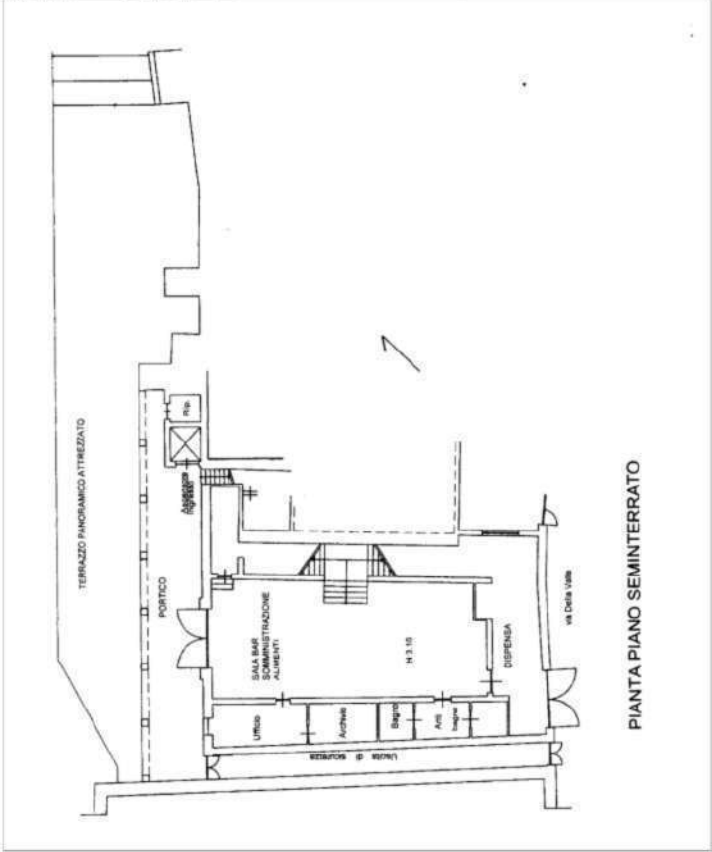 TERRAZZO PANORAMICO ATTREZZATO
PORTICO
Rip.
Ascensore
Ingresso
SALA BAR
SOMMINISTRAZIONE
ALIMENTI
H 3.10
DISPENSA
Ufficio
Archivio
Bagno
Anti
bagno
Uscita di sicurezza
via Della Valle
PIANTA PIANO SEMINTERRATO